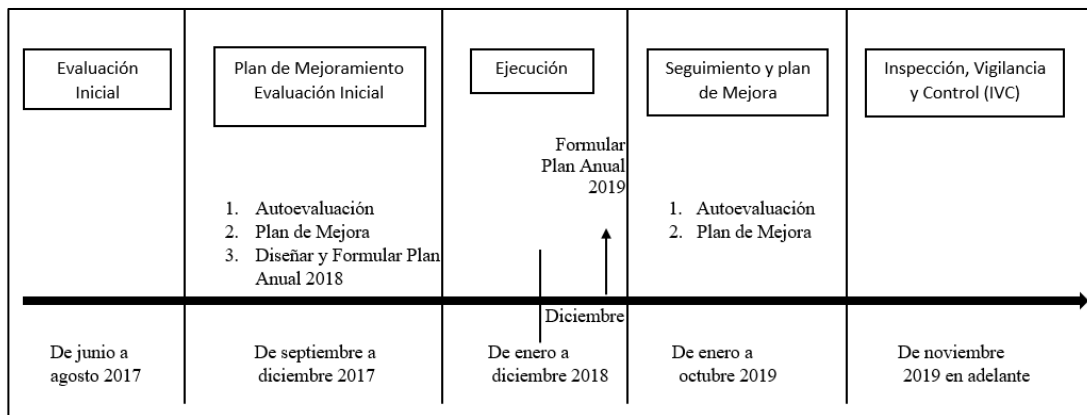 Evaluación
Inicial
Plan de Mejoramiento
Evaluación Inicial
Ejecución
Seguimiento y plan
de Mejora
Inspección, Vigilancia
y Control (IVC)
Formular
Plan Anual
2019
1. Autoevaluación
2. Plan de Mejora
3. Diseñar y Formular Plan
Anual 2018
1. Autoevaluación
2. Plan de Mejora
Diciembre
De junio a
agosto 2017
De septiembre a
diciembre 2017
De enero a
diciembre 2018
De enero a
octubre 2019
De noviembre
2019 en adelante